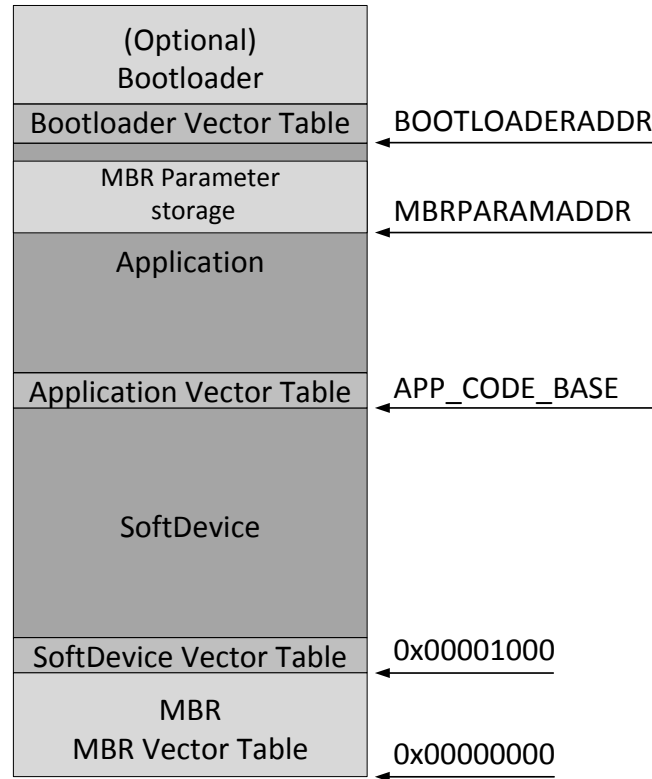 (Optional)
Bootloader
Bootloader Vector Table
BOOTLOADERADDR
MBR Parameter
storage
MBRPARAMADDR
Application
Application Vector Table
APP_CODE_BASE
SoftDevice
SoftDevice Vector Table
0x00001000
MBR
MBR Vector Table
0x00000000